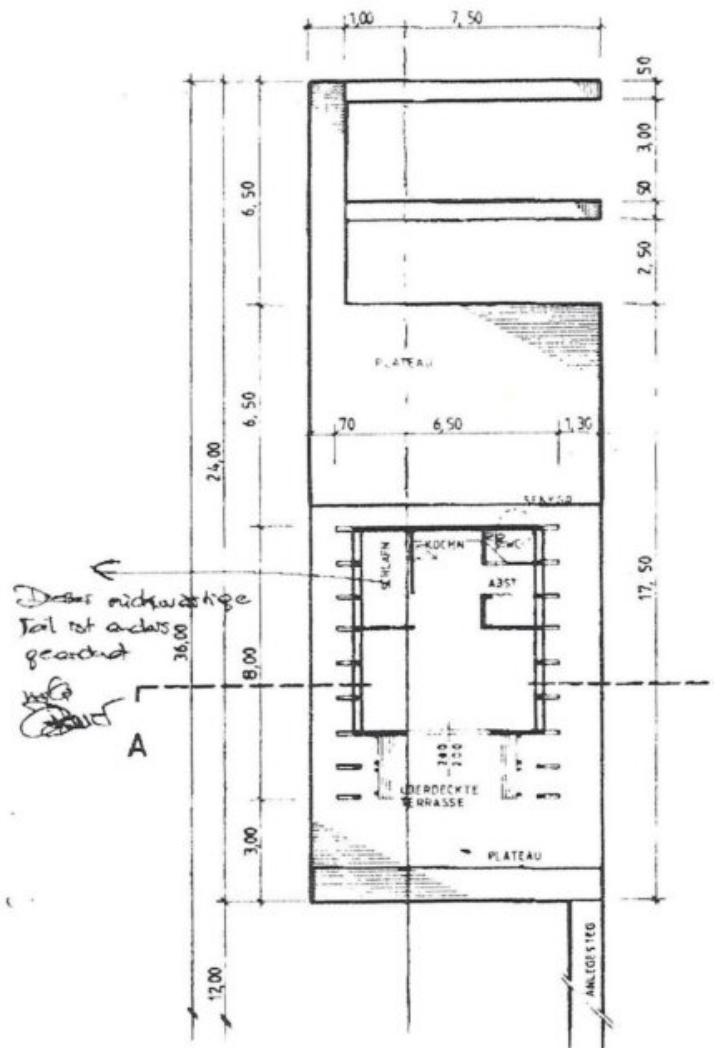 1,00
7,50
50
3,00
50
2,50
6,50
6,50
24,00
36,00
PLATEAU
70
6,50
1,30
SENKGR
KOCHN
WC
SCHLAFN
ABST
17,50
8,00
Dieser rückwärtige
Teil ist anders
geordnet
A
280
200
ÜBERDECKTE
TERRASSE
3,00
PLATEAU
12,00
ANLEGESTEG